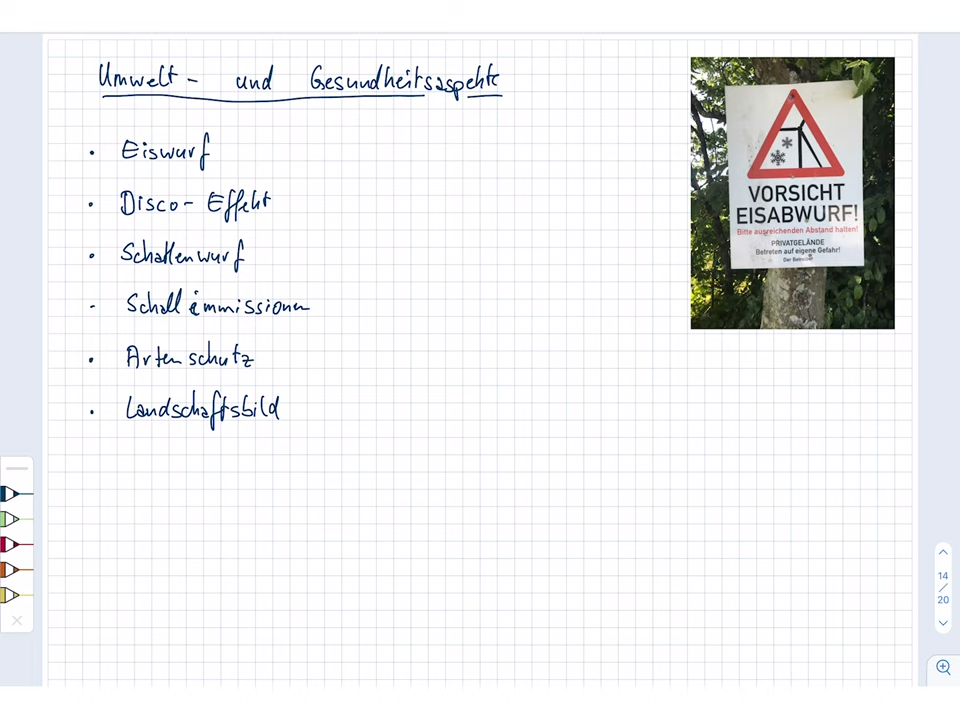 Umwelt- und Gesundheitsaspekte
• Eiswurf
• Disco-Effekt
• Schattenwurf
• Schallimmissionen
• Artenschutz
• Landschaftsbild
VORSICHT
EISABWURF!
Bitte ausreichenden Abstand halten!
PRIVATGELÄNDE
Betreten auf eigene Gefahr!
Der Betreiber
14
/
20